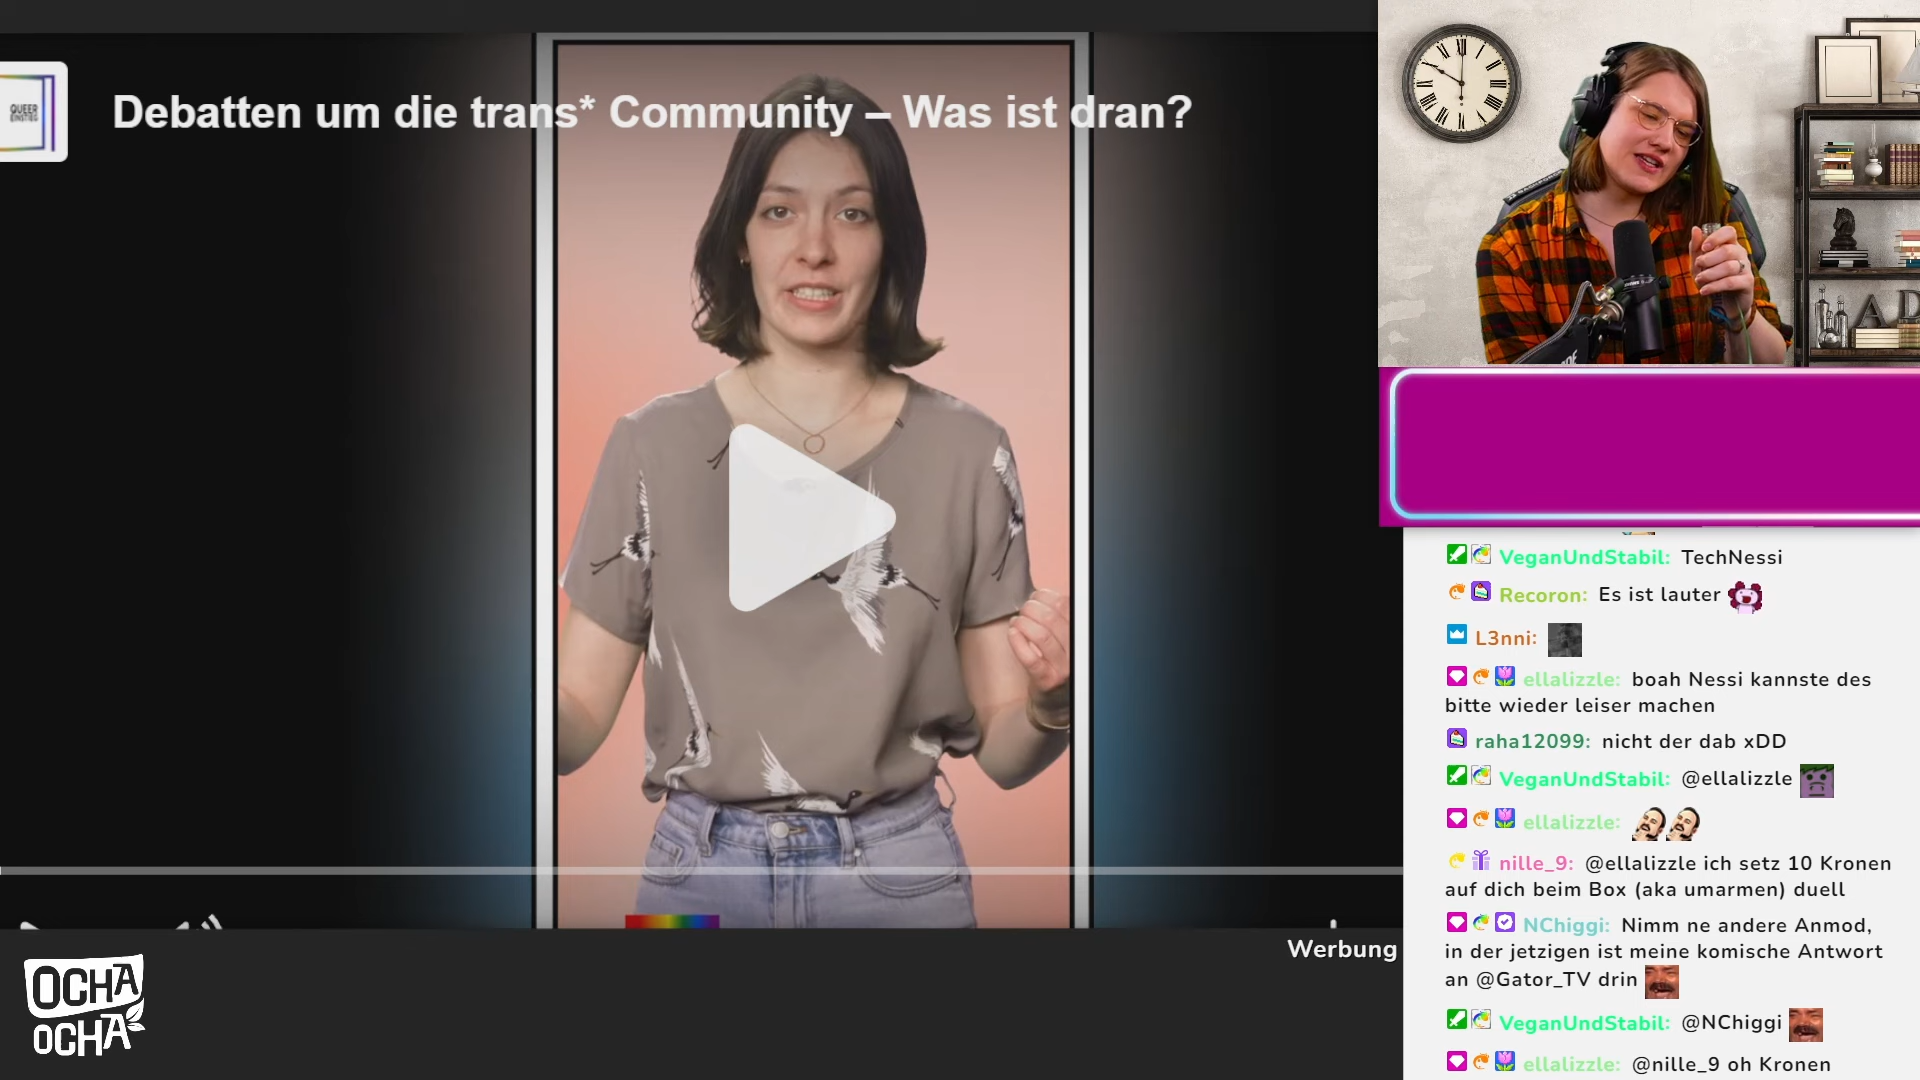 QUEER
EINSTIEG
Debatten um die trans* Community – Was ist dran?
VeganUndStabil: TechNessi
Recoron: Es ist lauter
L3nni:
ellalizzle: boah Nessi kannste des
bitte wieder leiser machen
raha12099: nicht der dab xDD
VeganUndStabil: @ellalizzle
ellalizzle:
nille_9: @ellalizzle ich setz 10 Kronen
auf dich beim Box (aka umarmen) duell
NChiggi: Nimm ne andere Anmod,
in der jetzigen ist meine komische Antwort
an @Gator_TV drin
VeganUndStabil: @NChiggi
ellalizzle: @nille_9 oh Kronen
Werbung
OCHA
OCHA
AD